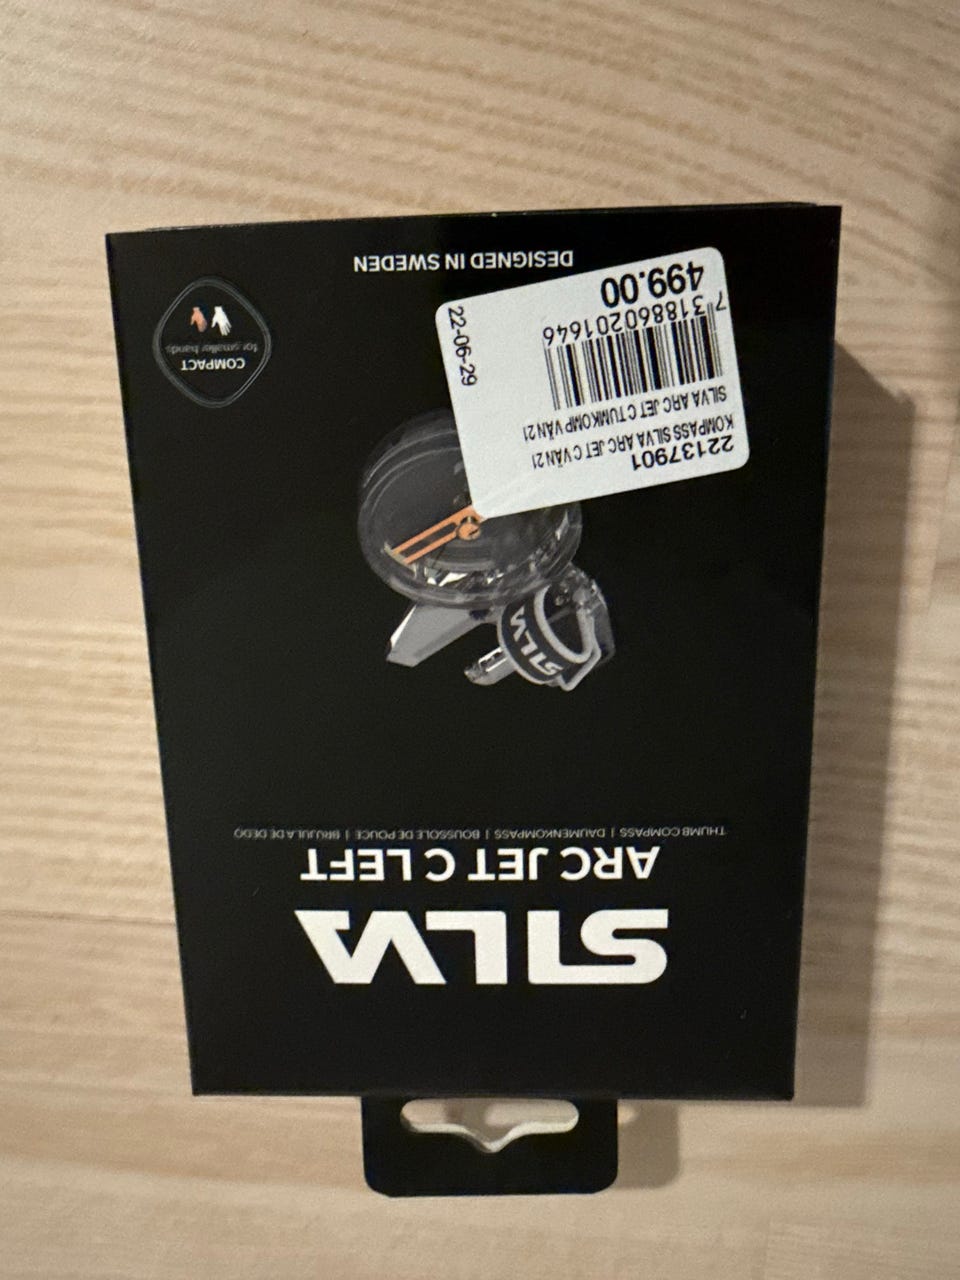 SILVA
ARC JET C LEFT
THUMB COMPASS | DAUMENKOMPASS | BOUSSOLE DE POUCE | BRÚJULA DE DEDO
SILVA
22137901
KOMPASS SILVA ARC JET C VÄN 21
SILVA ARC JET C TUMKOMP VÄN 21
7 318860 201646
499.00
22-06-29
COMPACT
for smaller hands
DESIGNED IN SWEDEN